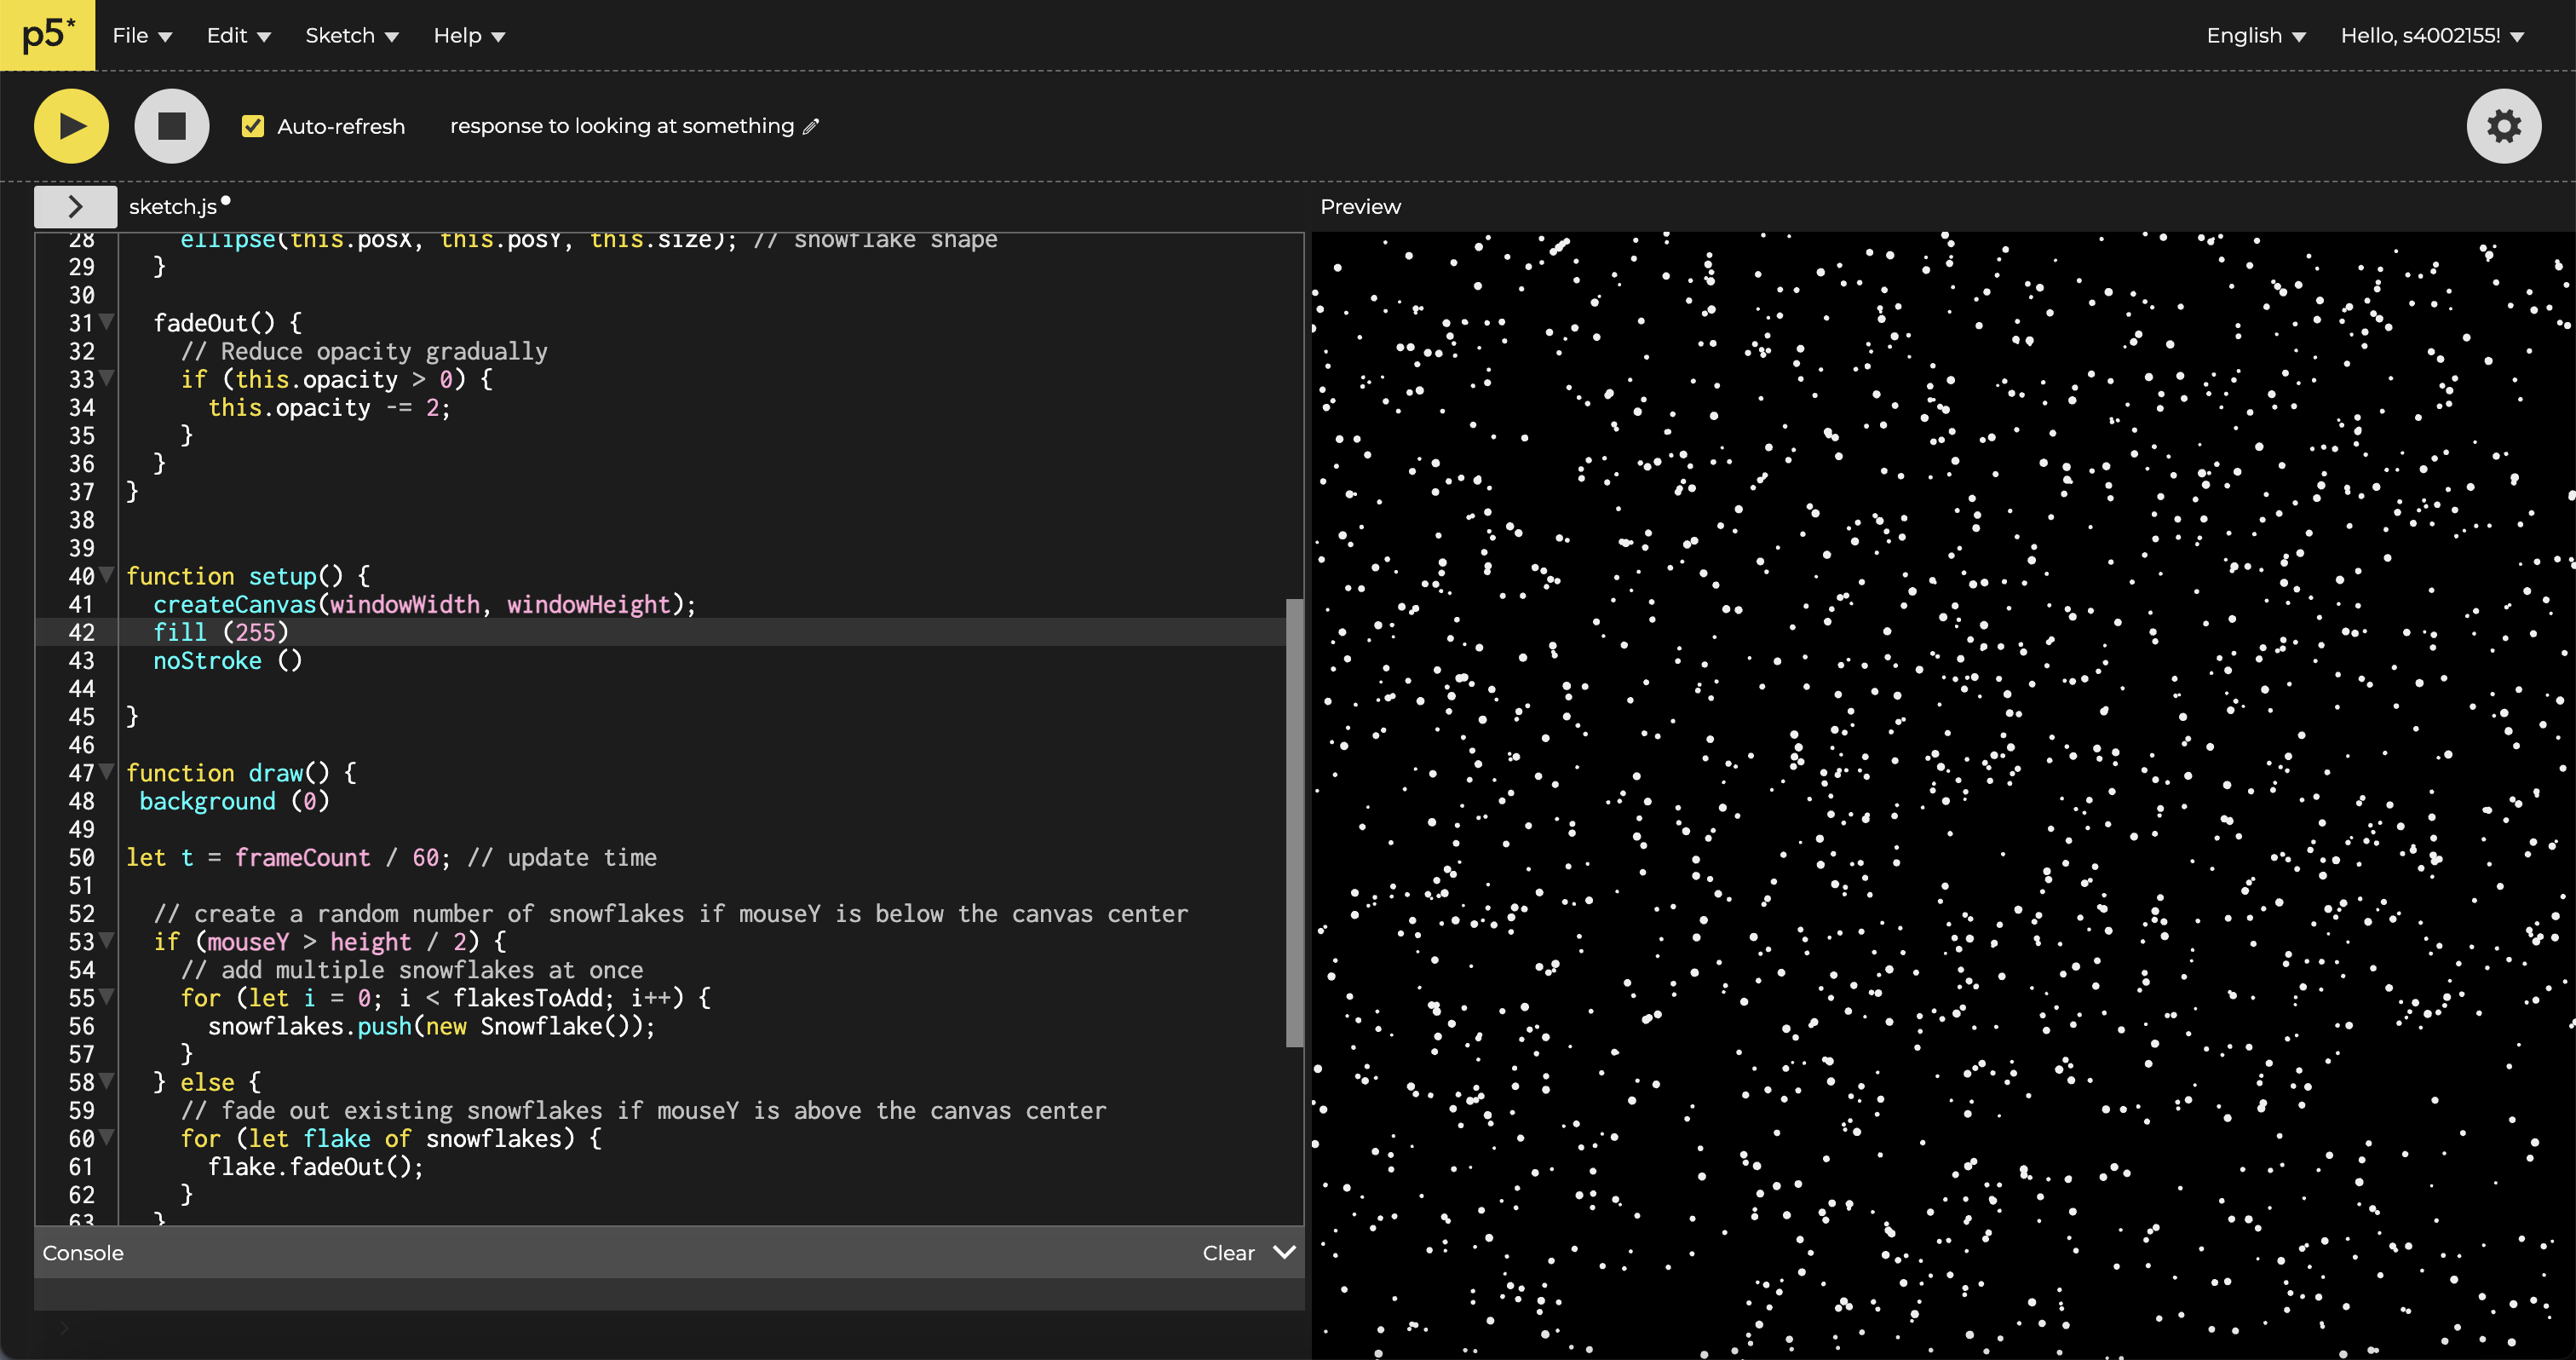 p5* File Edit Sketch Help English Hello, s4002155!
Auto-refresh response to looking at something
sketch.js Preview
28 ellipse(this.posX, this.posY, this.size); // snowflake shape
29 }
30
31 fadeOut() {
32 // Reduce opacity gradually
33 if (this.opacity > 0) {
34 this.opacity -= 2;
35 }
36 }
37 }
38
39
40 function setup() {
41 createCanvas(windowWidth, windowHeight);
42 fill (255)
43 noStroke ()
44
45 }
46
47 function draw() {
48 background (0)
49
50 let t = frameCount / 60; // update time
51
52 // create a random number of snowflakes if mouseY is below the canvas center
53 if (mouseY > height / 2) {
54 // add multiple snowflakes at once
55 for (let i = 0; i < flakesToAdd; i++) {
56 snowflakes.push(new Snowflake());
57 }
58 } else {
59 // fade out existing snowflakes if mouseY is above the canvas center
60 for (let flake of snowflakes) {
61 flake.fadeOut();
62 }
63 }
Console Clear